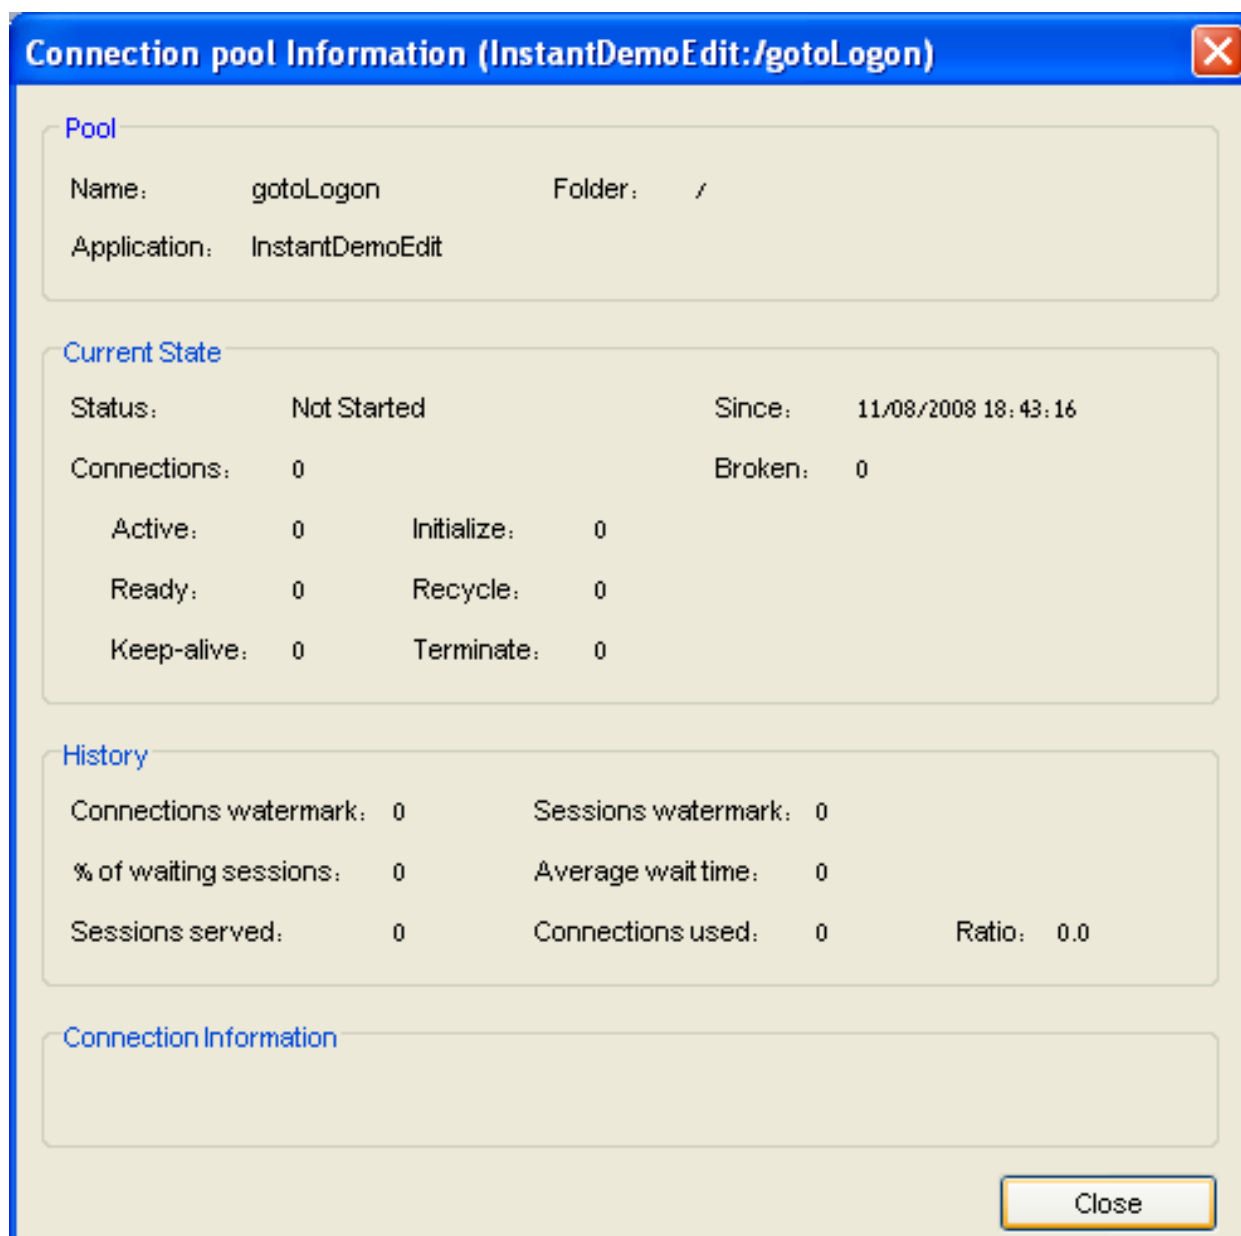 Connection pool Information (InstantDemoEdit:/gotoLogon)
Pool
Name: gotoLogon Folder: /
Application: InstantDemoEdit
Current State
Status: Not Started Since: 11/08/2008 18:43:16
Connections: 0 Broken: 0
Active: 0 Initialize: 0
Ready: 0 Recycle: 0
Keep-alive: 0 Terminate: 0
History
Connections watermark: 0 Sessions watermark: 0
% of waiting sessions: 0 Average wait time: 0
Sessions served: 0 Connections used: 0 Ratio: 0.0
Connection Information
Close